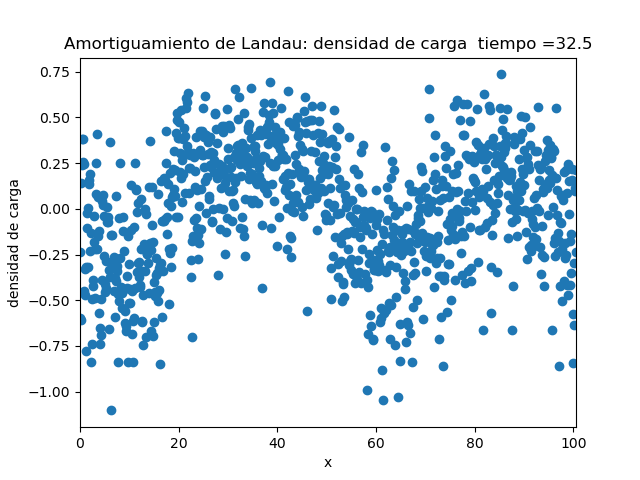 Amortiguamiento de Landau: densidad de carga  tiempo =32.5
densidad de carga
0.75
0.50
0.25
0.00
−0.25
−0.50
−0.75
−1.00
0 20 40 60 80 100
x